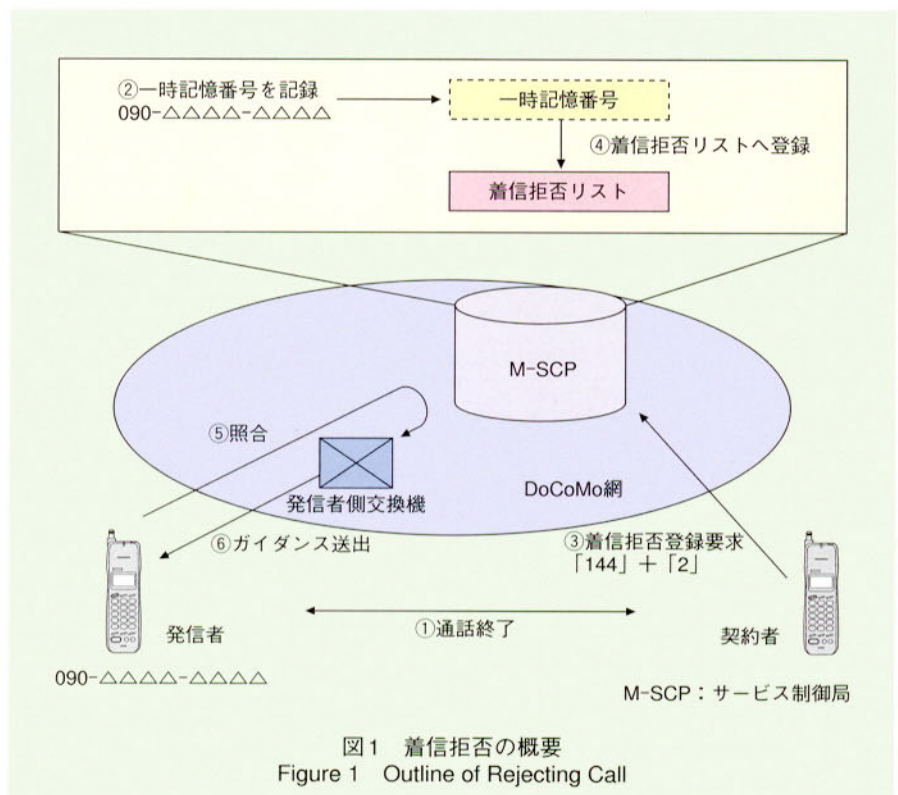 ②一時記憶番号を記録
090-△△△△-△△△△
一時記憶番号
④着信拒否リストへ登録
着信拒否リスト
M-SCP
⑤照合
発信者側交換機
DoCoMo網
⑥ガイダンス送出
③着信拒否登録要求
「144」＋「2」
発信者
①通話終了
契約者
090-△△△△-△△△△
M-SCP：サービス制御局
図1 着信拒否の概要
Figure 1 Outline of Rejecting Call